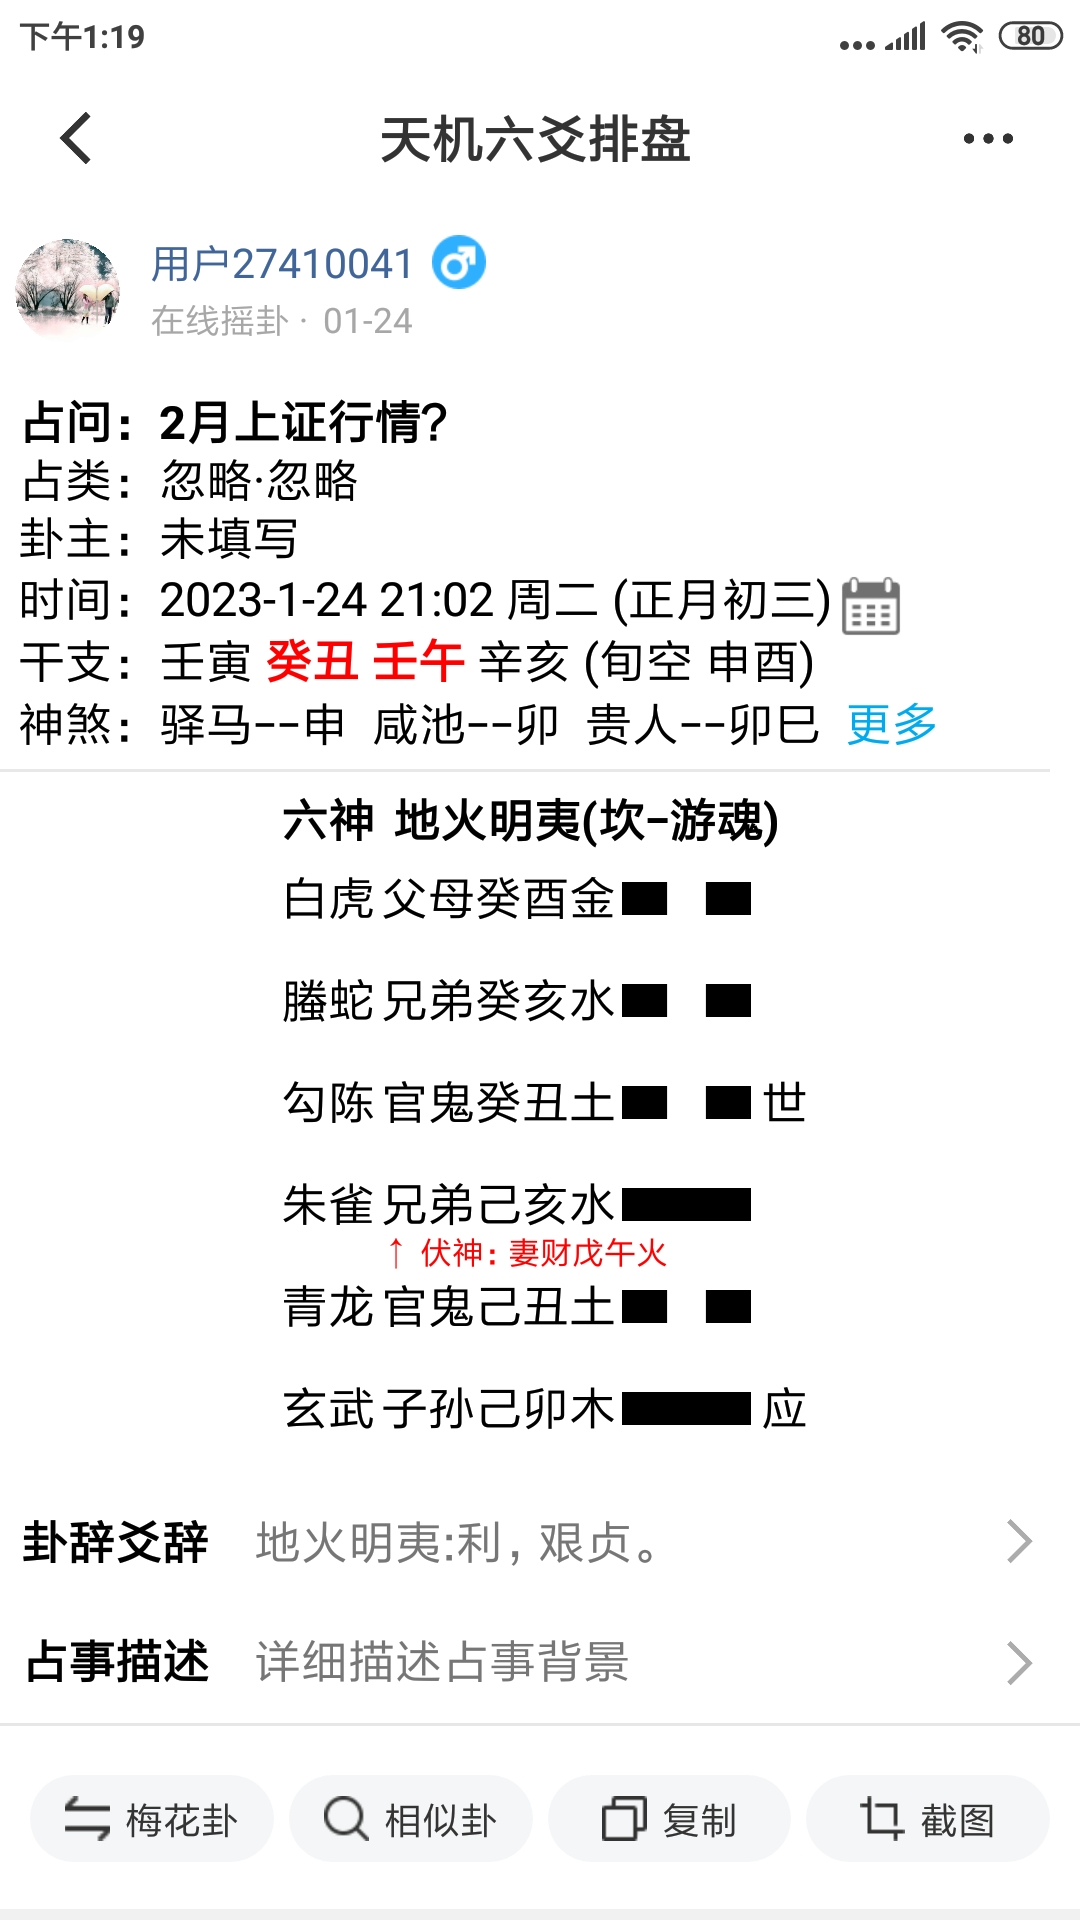 下午1:19
80
天机六爻排盘
用户27410041
在线摇卦 · 01-24
占问：2月上证行情？
占类：忽略·忽略
卦主：未填写
时间：2023-1-24 21:02 周二 (正月初三)
干支：壬寅 癸丑 壬午 辛亥 (旬空 申酉)
神煞：驿马--申 咸池--卯 贵人--卯巳 更多
六神 地火明夷(坎-游魂)
白虎 父母癸酉金
螣蛇 兄弟癸亥水
勾陈 官鬼癸丑土 世
朱雀 兄弟己亥水
↑ 伏神：妻财戊午火
青龙 官鬼己丑土
玄武 子孙己卯木 应
卦辞爻辞 地火明夷:利，艰贞。
占事描述 详细描述占事背景
梅花卦 相似卦 复制 截图